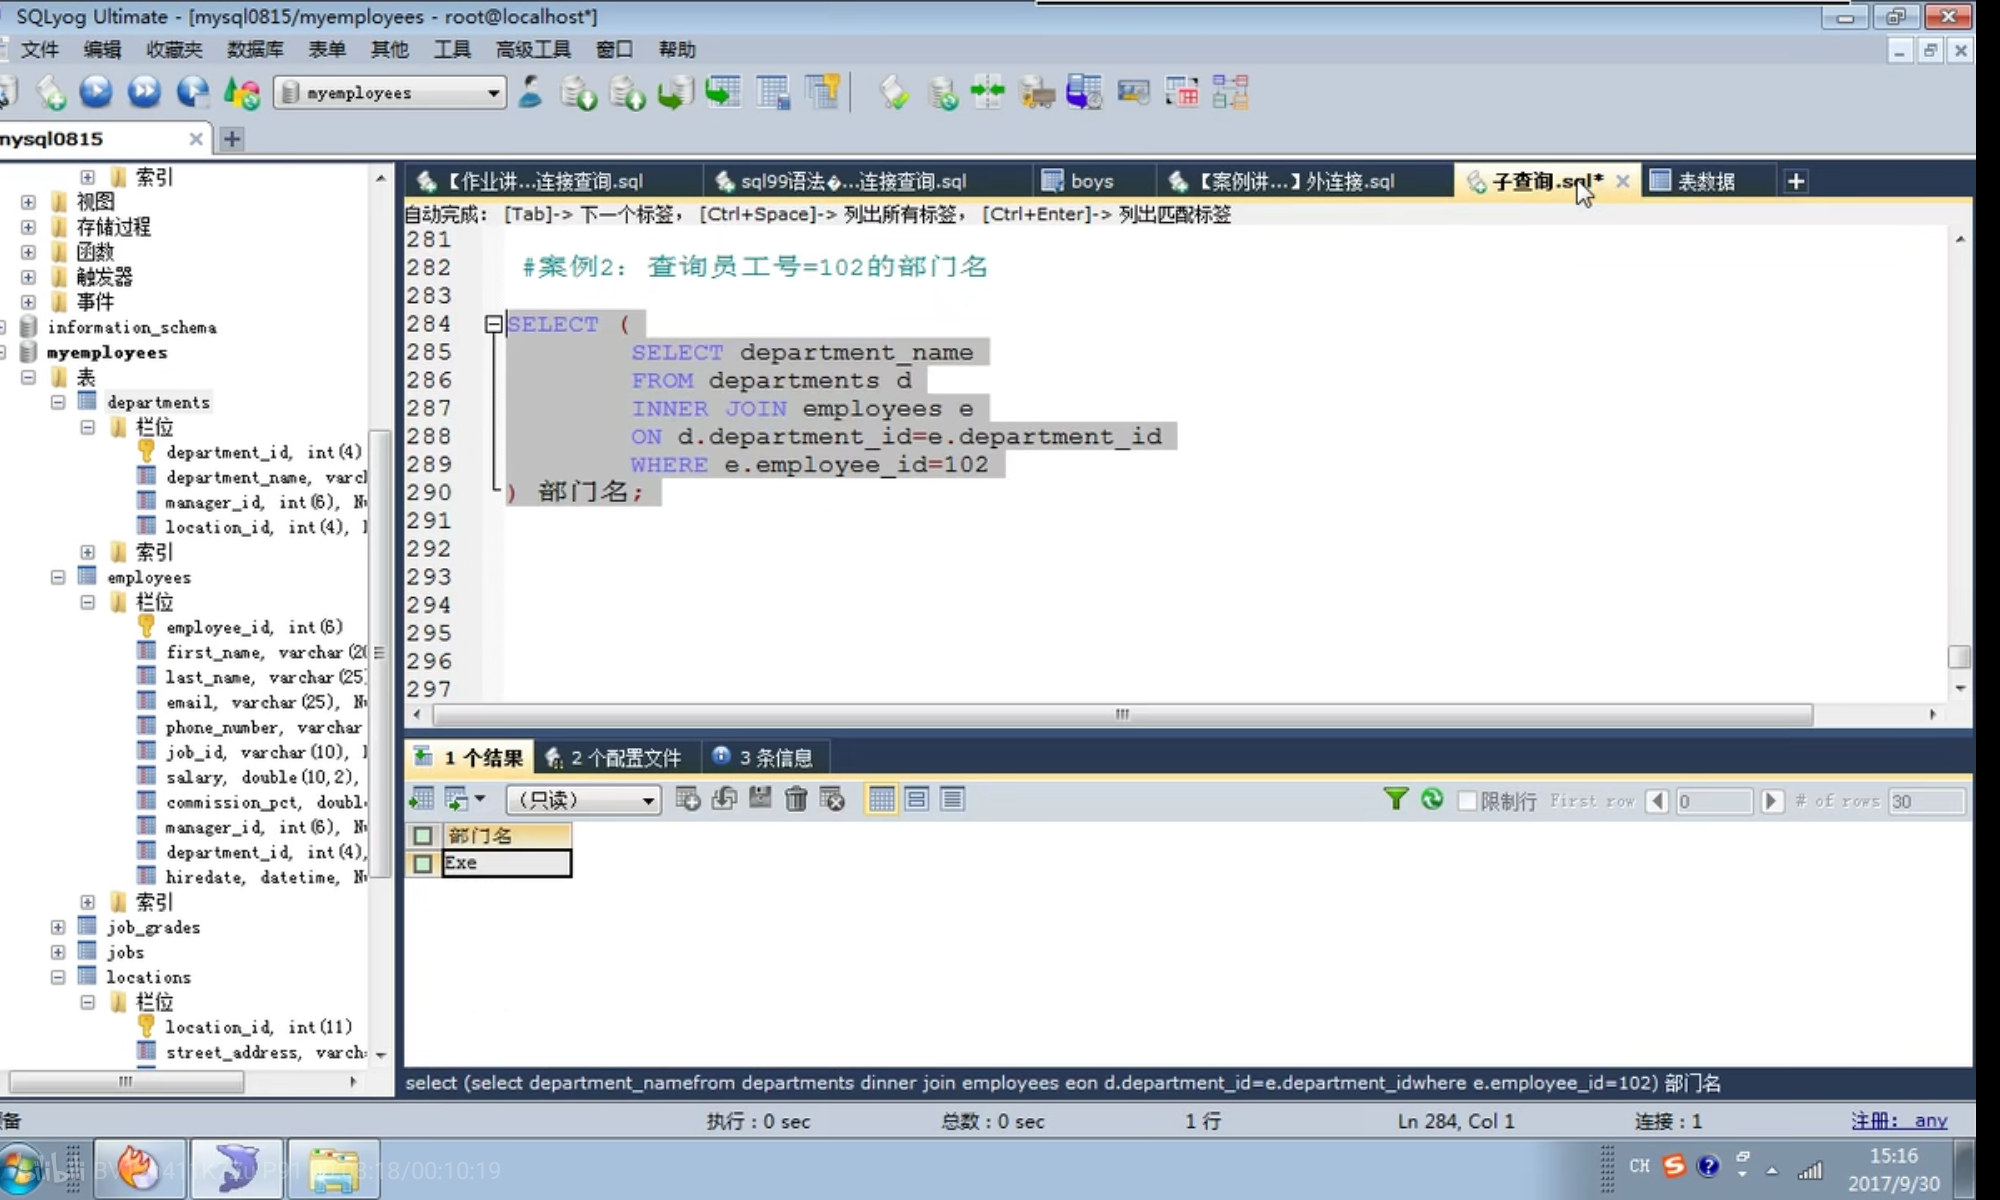 SQLyog Ultimate - [mysql0815/myemployees - root@localhost*]
文件 编辑 收藏夹 数据库 表单 其他 工具 高级工具 窗口 帮助
myemployees
mysql0815
索引
视图
存储过程
函数
触发器
事件
information_schema
myemployees
表
departments
栏位
department_id, int(4)
department_name, varcl
manager_id, int(6), Nu
location_id, int(4),
索引
employees
栏位
employee_id, int(6)
first_name, varchar(20
last_name, varchar(25)
email, varchar(25), Nu
phone_number, varchar
job_id, varchar(10),
salary, double(10,2),
commission_pct, doubl
manager_id, int(6), Nu
department_id, int(4),
hiredate, datetime, Nu
索引
job_grades
jobs
locations
栏位
location_id, int(11)
street_address, varch
【作业讲...连接查询.sql sql99语法�...连接查询.sql boys 【案例讲...】外连接.sql 子查询.sql* 表数据
自动完成: [Tab]-> 下一个标签, [Ctrl+Space]-> 列出所有标签, [Ctrl+Enter]-> 列出匹配标签
281
282 #案例2: 查询员工号=102的部门名
283
284 SELECT (
285 SELECT department_name
286 FROM departments d
287 INNER JOIN employees e
288 ON d.department_id=e.department_id
289 WHERE e.employee_id=102
290 ) 部门名;
291
292
293
294
295
296
297
1 个结果 2 个配置文件 3 条信息
(只读) 限制行 First row 0 # of rows 30
部门名
Exe
select (select department_namefrom departments dinner join employees eon d.department_id=e.department_idwhere e.employee_id=102) 部门名
备 执行 : 0 sec 总数 : 0 sec 1 行 Ln 284, Col 1 连接 : 1 注册: any
CH 15:16
2017/9/30